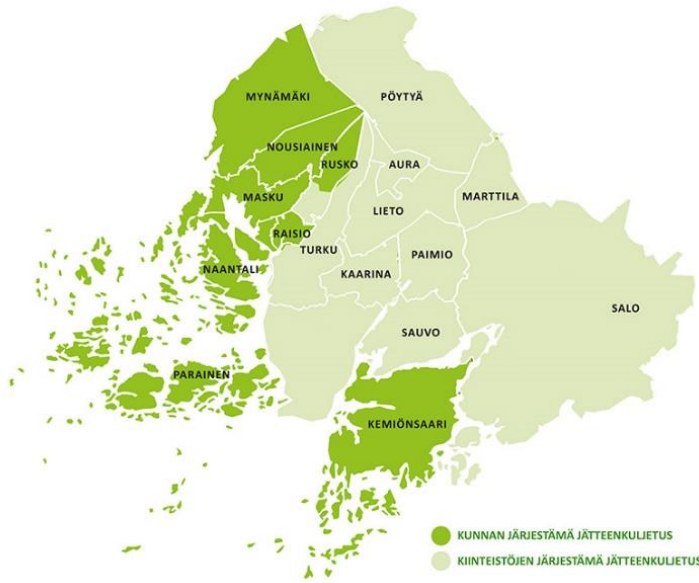 MYNÄMÄKI
PÖYTYÄ
NOUSIAINEN
RUSKO
AURA
MASKU
MARTTILA
LIETO
RAISIO
TURKU
PAIMIO
NAANTALI
KAARINA
SALO
SAUVO
PARAINEN
KEMIÖNSAARI
KUNNAN JÄRJESTÄMÄ JÄTTEENKULJETUS
KIINTEISTÖJEN JÄRJESTÄMÄ JÄTTEENKULJETUS